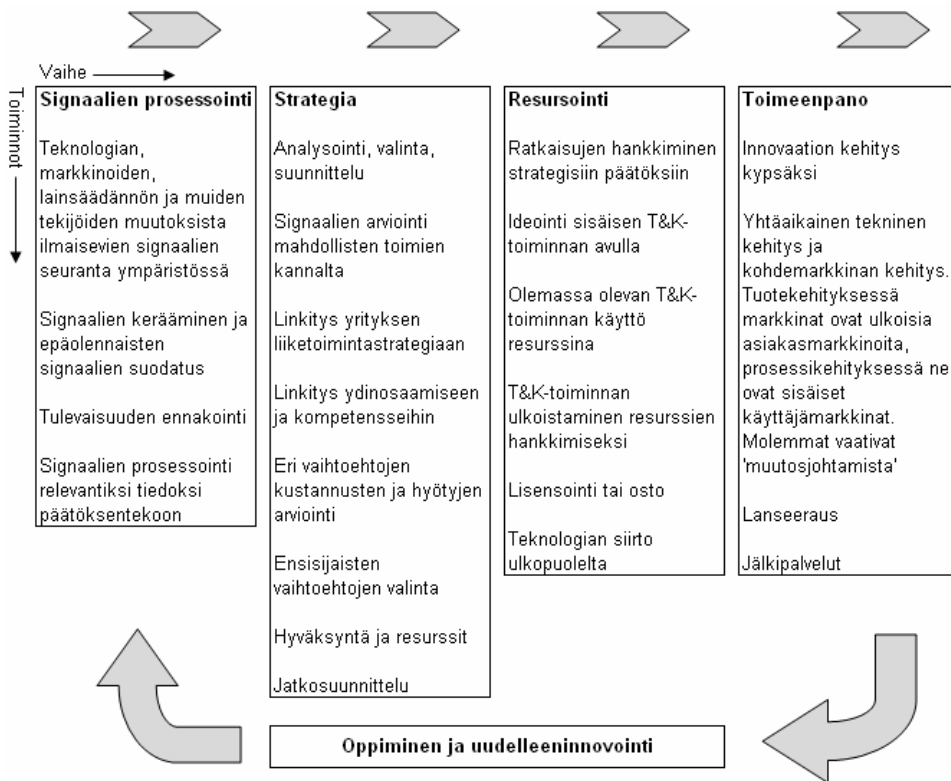 Vaihe
Toiminnot
Signaalien prosessointi
Teknologian,
markkinoiden,
lainsäädännön ja muiden
tekijöiden muutoksista
ilmaisevien signaalien
seuranta ympäristössä
Signaalien kerääminen ja
epäolennaisten
signaalien suodatus
Tulevaisuuden ennakointi
Signaalien prosessointi
relevantiksi tiedoksi
päätöksentekoon
Strategia
Analysointi, valinta,
suunnittelu
Signaalien arviointi
mahdollisten toimien
kannalta
Linkitys yrityksen
liiketoimintastrategiaan
Linkitys ydinosaamiseen
ja kompetensseihin
Eri vaihtoehtojen
kustannusten ja hyötyjen
arviointi
Ensisijaisten
vaihtoehtojen valinta
Hyväksyntä ja resurssit
Jatkosuunnittelu
Resursointi
Ratkaisujen hankkiminen
strategisiin päätöksiin
Ideointi sisäisen T&K-
toiminnan avulla
Olemassa olevan T&K-
toiminnan käyttö
resurssina
T&K-toiminnan
ulkoistaminen resurssien
hankkimiseksi
Lisensointi tai osto
Teknologian siirto
ulkopuolelta
Toimeenpano
Innovaation kehitys
kypsäksi
Yhtäaikainen tekninen
kehitys ja
kohdemarkkinan kehitys.
Tuotekehityksessä
markkinat ovat ulkoisia
asiakasmarkkinoita,
prosessikehityksessä ne
ovat sisäiset
käyttäjämarkkinat.
Molemmat vaativat
'muutosjohtamista'
Lanseeraus
Jälkipalvelut
Oppiminen ja uudelleeninnovointi